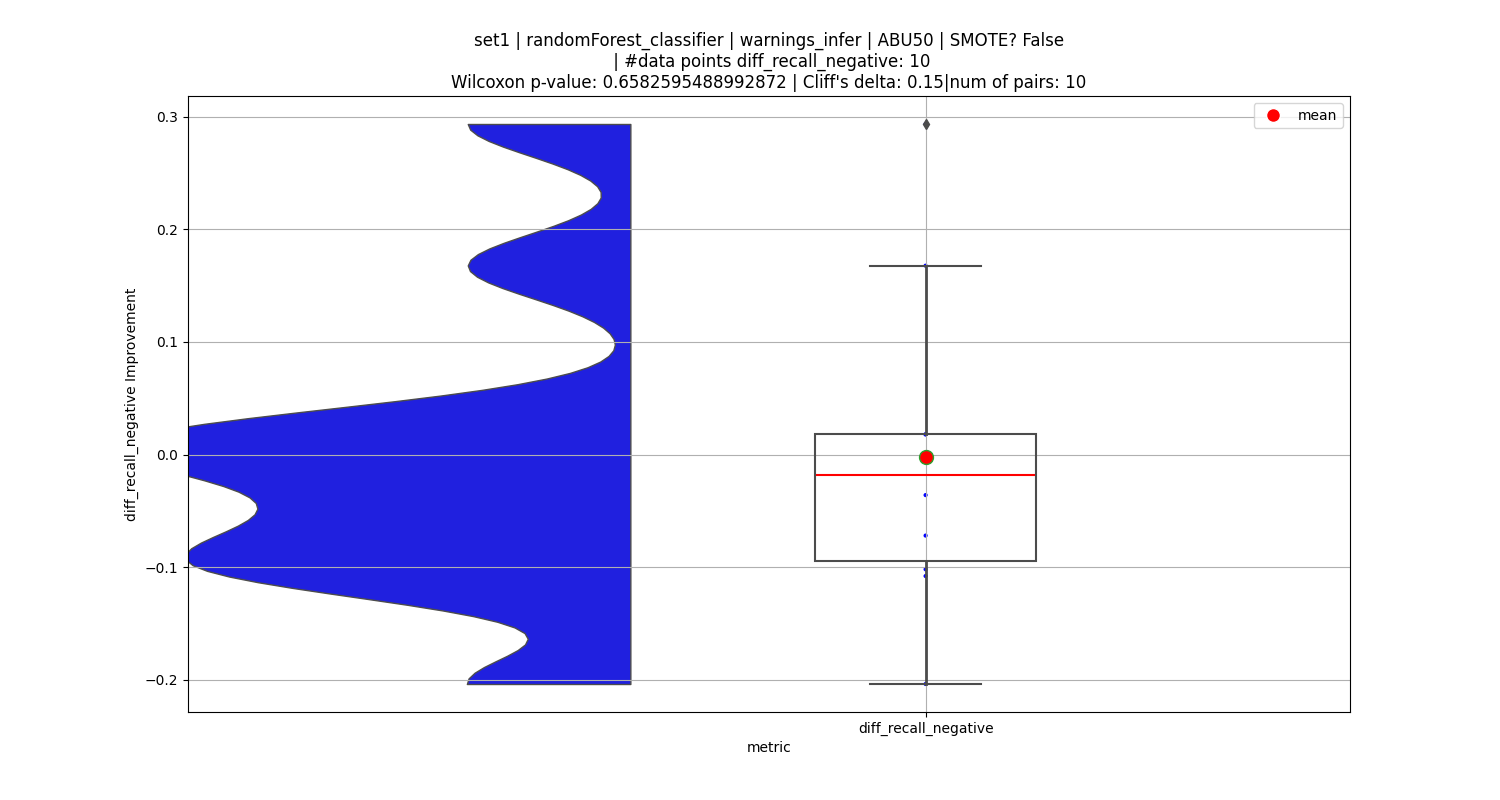 set1 | randomForest_classifier | warnings_infer | ABU50 | SMOTE? False
| #data points diff_recall_negative: 10
Wilcoxon p-value: 0.6582595488992872 | Cliff's delta: 0.15|num of pairs: 10
mean
0.3
0.2
0.1
0.0
−0.1
−0.2
diff_recall_negative Improvement
diff_recall_negative
metric